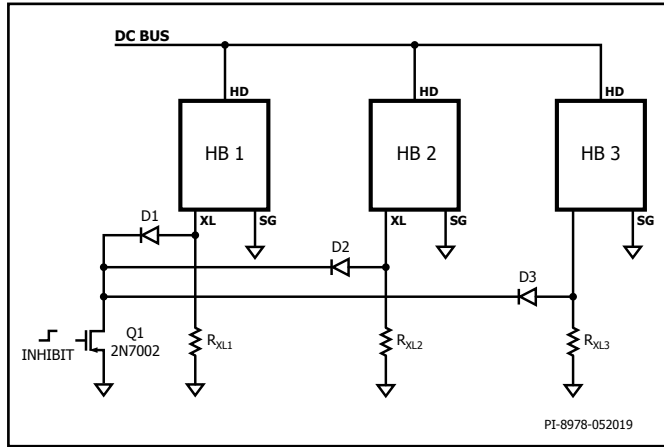 DC BUS
HD
HD
HD
HB 1
HB 2
HB 3
XL
SG
XL
SG
SG
D1
D2
D3
INHIBIT
Q1
2N7002
RXL1
RXL2
RXL3
PI-8978-052019